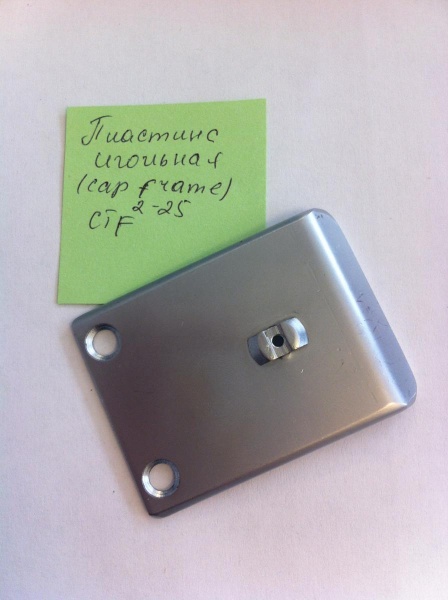 Пластина
игольная
(cap frame)
CTF 2-25